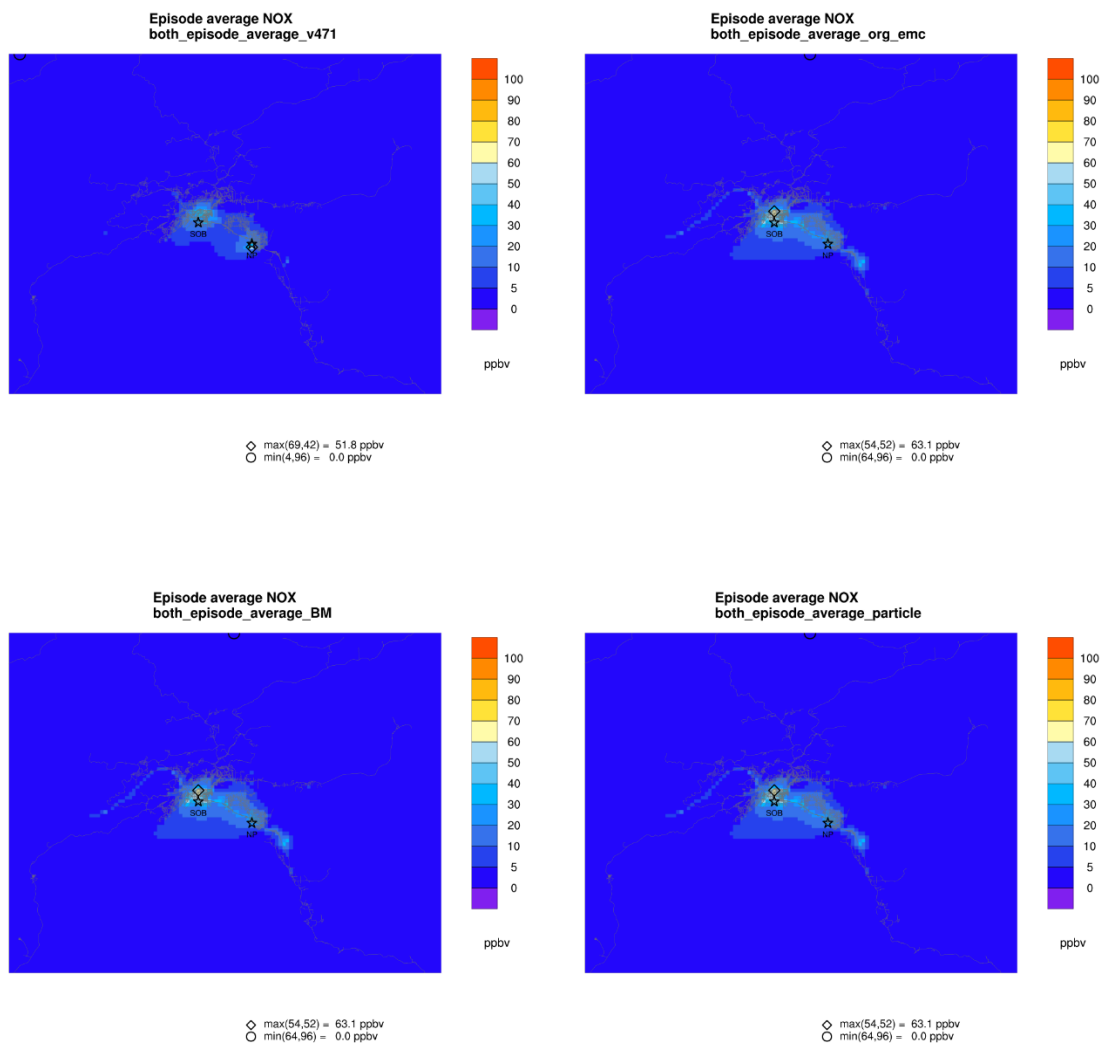 Episode average NOX
both_episode_average_v471
100
90
80
70
60
50
40
30
20
10
5
0
ppbv
SOB
NP
max(69,42) = 51.8 ppbv
min(4,96) = 0.0 ppbv
Episode average NOX
both_episode_average_org_emc
100
90
80
70
60
50
40
30
20
10
5
0
ppbv
SOB
NP
max(54,52) = 63.1 ppbv
min(64,96) = 0.0 ppbv
Episode average NOX
both_episode_average_BM
100
90
80
70
60
50
40
30
20
10
5
0
ppbv
SOB
NP
max(54,52) = 63.1 ppbv
min(64,96) = 0.0 ppbv
Episode average NOX
both_episode_average_particle
100
90
80
70
60
50
40
30
20
10
5
0
ppbv
SOB
NP
max(54,52) = 63.1 ppbv
min(64,96) = 0.0 ppbv